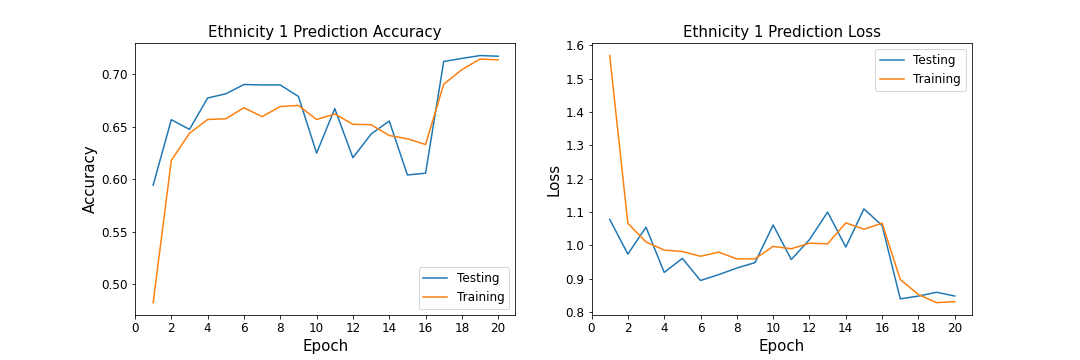 Ethnicity 1 Prediction Accuracy
Accuracy
0.70
0.65
0.60
0.55
0.50
Testing
Training
0 2 4 6 8 10 12 14 16 18 20
Epoch
Ethnicity 1 Prediction Loss
Loss
1.6
1.5
1.4
1.3
1.2
1.1
1.0
0.9
0.8
Testing
Training
0 2 4 6 8 10 12 14 16 18 20
Epoch